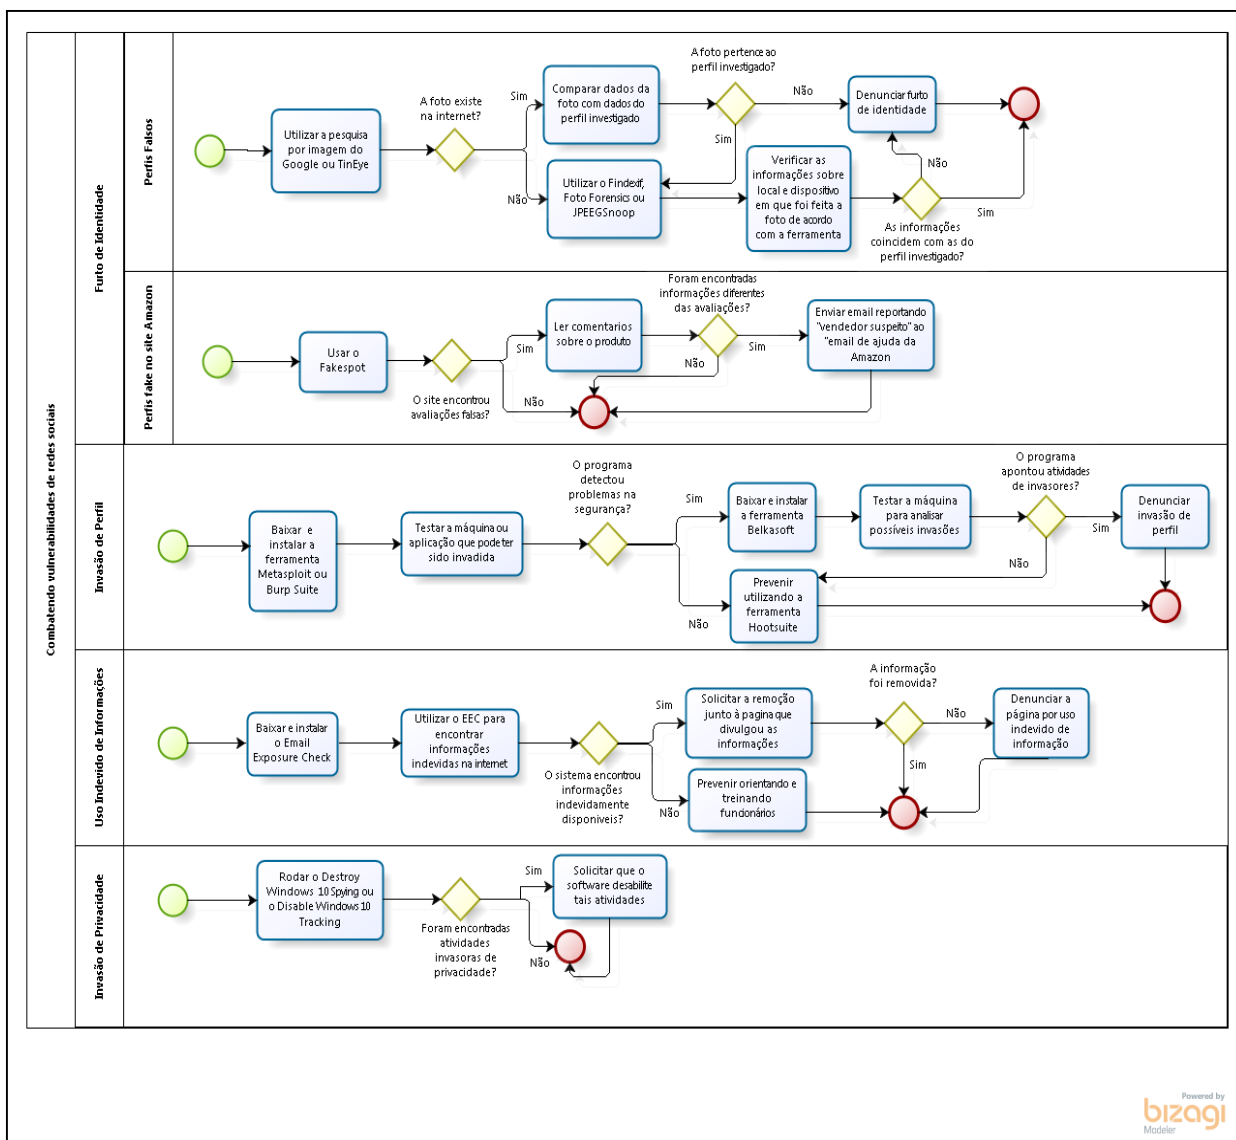 Combatendo vulnerabilidades de redes sociais
Furto de Identidade
Perfis Falsos
Utilizar a pesquisa
por imagem do
Google ou TinEye
A foto existe
na internet?
Sim
Não
Comparar dados da
foto com dados do
perfil investigado
Utilizar o Findexif,
Foto Forensics ou
JPEEGSnoop
A foto pertence ao
perfil investigado?
Não
Sim
Verificar as
informações sobre
local e dispositivo
em que foi feita a
foto de acordo
com a ferramenta
Denunciar furto
de identidade
Não
Sim
As informações
coincidem com as do
perfil investigado?
Perfis fake no site Amazon
Usar o
Fakespot
O site encontrou
avaliações falsas?
Sim
Não
Ler comentarios
sobre o produto
Foram encontradas
informações diferentes
das avaliações?
Sim
Não
Enviar email reportando
"vendedor suspeito" ao
"email de ajuda da
Amazon
Invasão de Perfil
Baixar e
instalar a
ferramenta
Metasploit ou
Burp Suite
Testar a máquina ou
aplicação que pode ter
sido invadida
O programa
detectou
problemas na
segurança?
Sim
Não
Baixar e instalar
a ferramenta
Belkasoft
Testar a máquina
para analisar
possíveis invasões
O programa
apontou atividades
de invasores?
Sim
Não
Denunciar
invasão de
perfil
Prevenir
utilizando a
ferramenta
Hootsuite
Uso Indevido de Informações
Baixar e instalar
o Email
Exposure Check
Utilizar o EEC para
encontrar
informações
indevidas na internet
O sistema encontrou
informações
indevidamente
disponiveis?
Sim
Não
Solicitar a remoção
junto à pagina que
divulgou as
informações
Prevenir orientando e
treinando
funcionários
A informação
foi removida?
Não
Sim
Denunciar a
página por uso
indevido de
informação
Invasão de Privacidade
Rodar o Destroy
Windows 10 Spying ou
o Disable Windows 10
Tracking
Foram encontradas
atividades
invasoras de
privacidade?
Sim
Não
Solicitar que o
software desabilite
tais atividades
Powered by
bizagi
Modeler